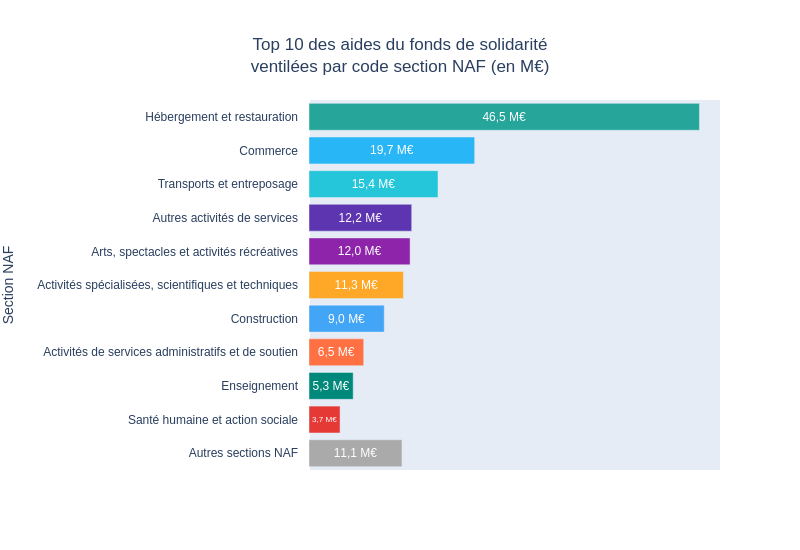 Top 10 des aides du fonds de solidarité
ventilées par code section NAF (en M€)
Section NAF
Hébergement et restauration 46,5 M€
Commerce 19,7 M€
Transports et entreposage 15,4 M€
Autres activités de services 12,2 M€
Arts, spectacles et activités récréatives 12,0 M€
Activités spécialisées, scientifiques et techniques 11,3 M€
Construction 9,0 M€
Activités de services administratifs et de soutien 6,5 M€
Enseignement 5,3 M€
Santé humaine et action sociale 3,7 M€
Autres sections NAF 11,1 M€